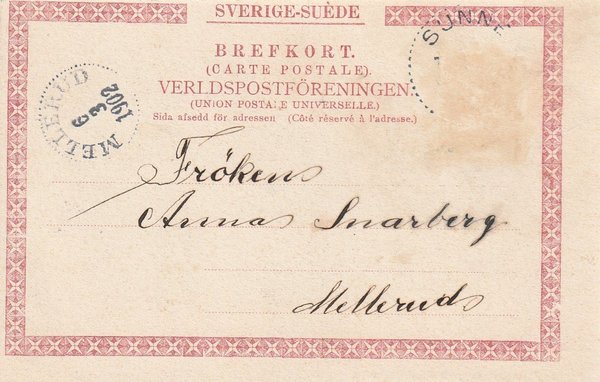 SVERIGE-SUÈDE
BREFKORT.
(CARTE POSTALE).
VERLDSPOSTFÖRENINGEN
(UNION POSTALE UNIVERSELLE.)
Sida afsedd för adressen (Côté réservé à l'adresse.)
SUNNE
MELLERUD
1902
Fröken
Anna Snarberg
Mellerud